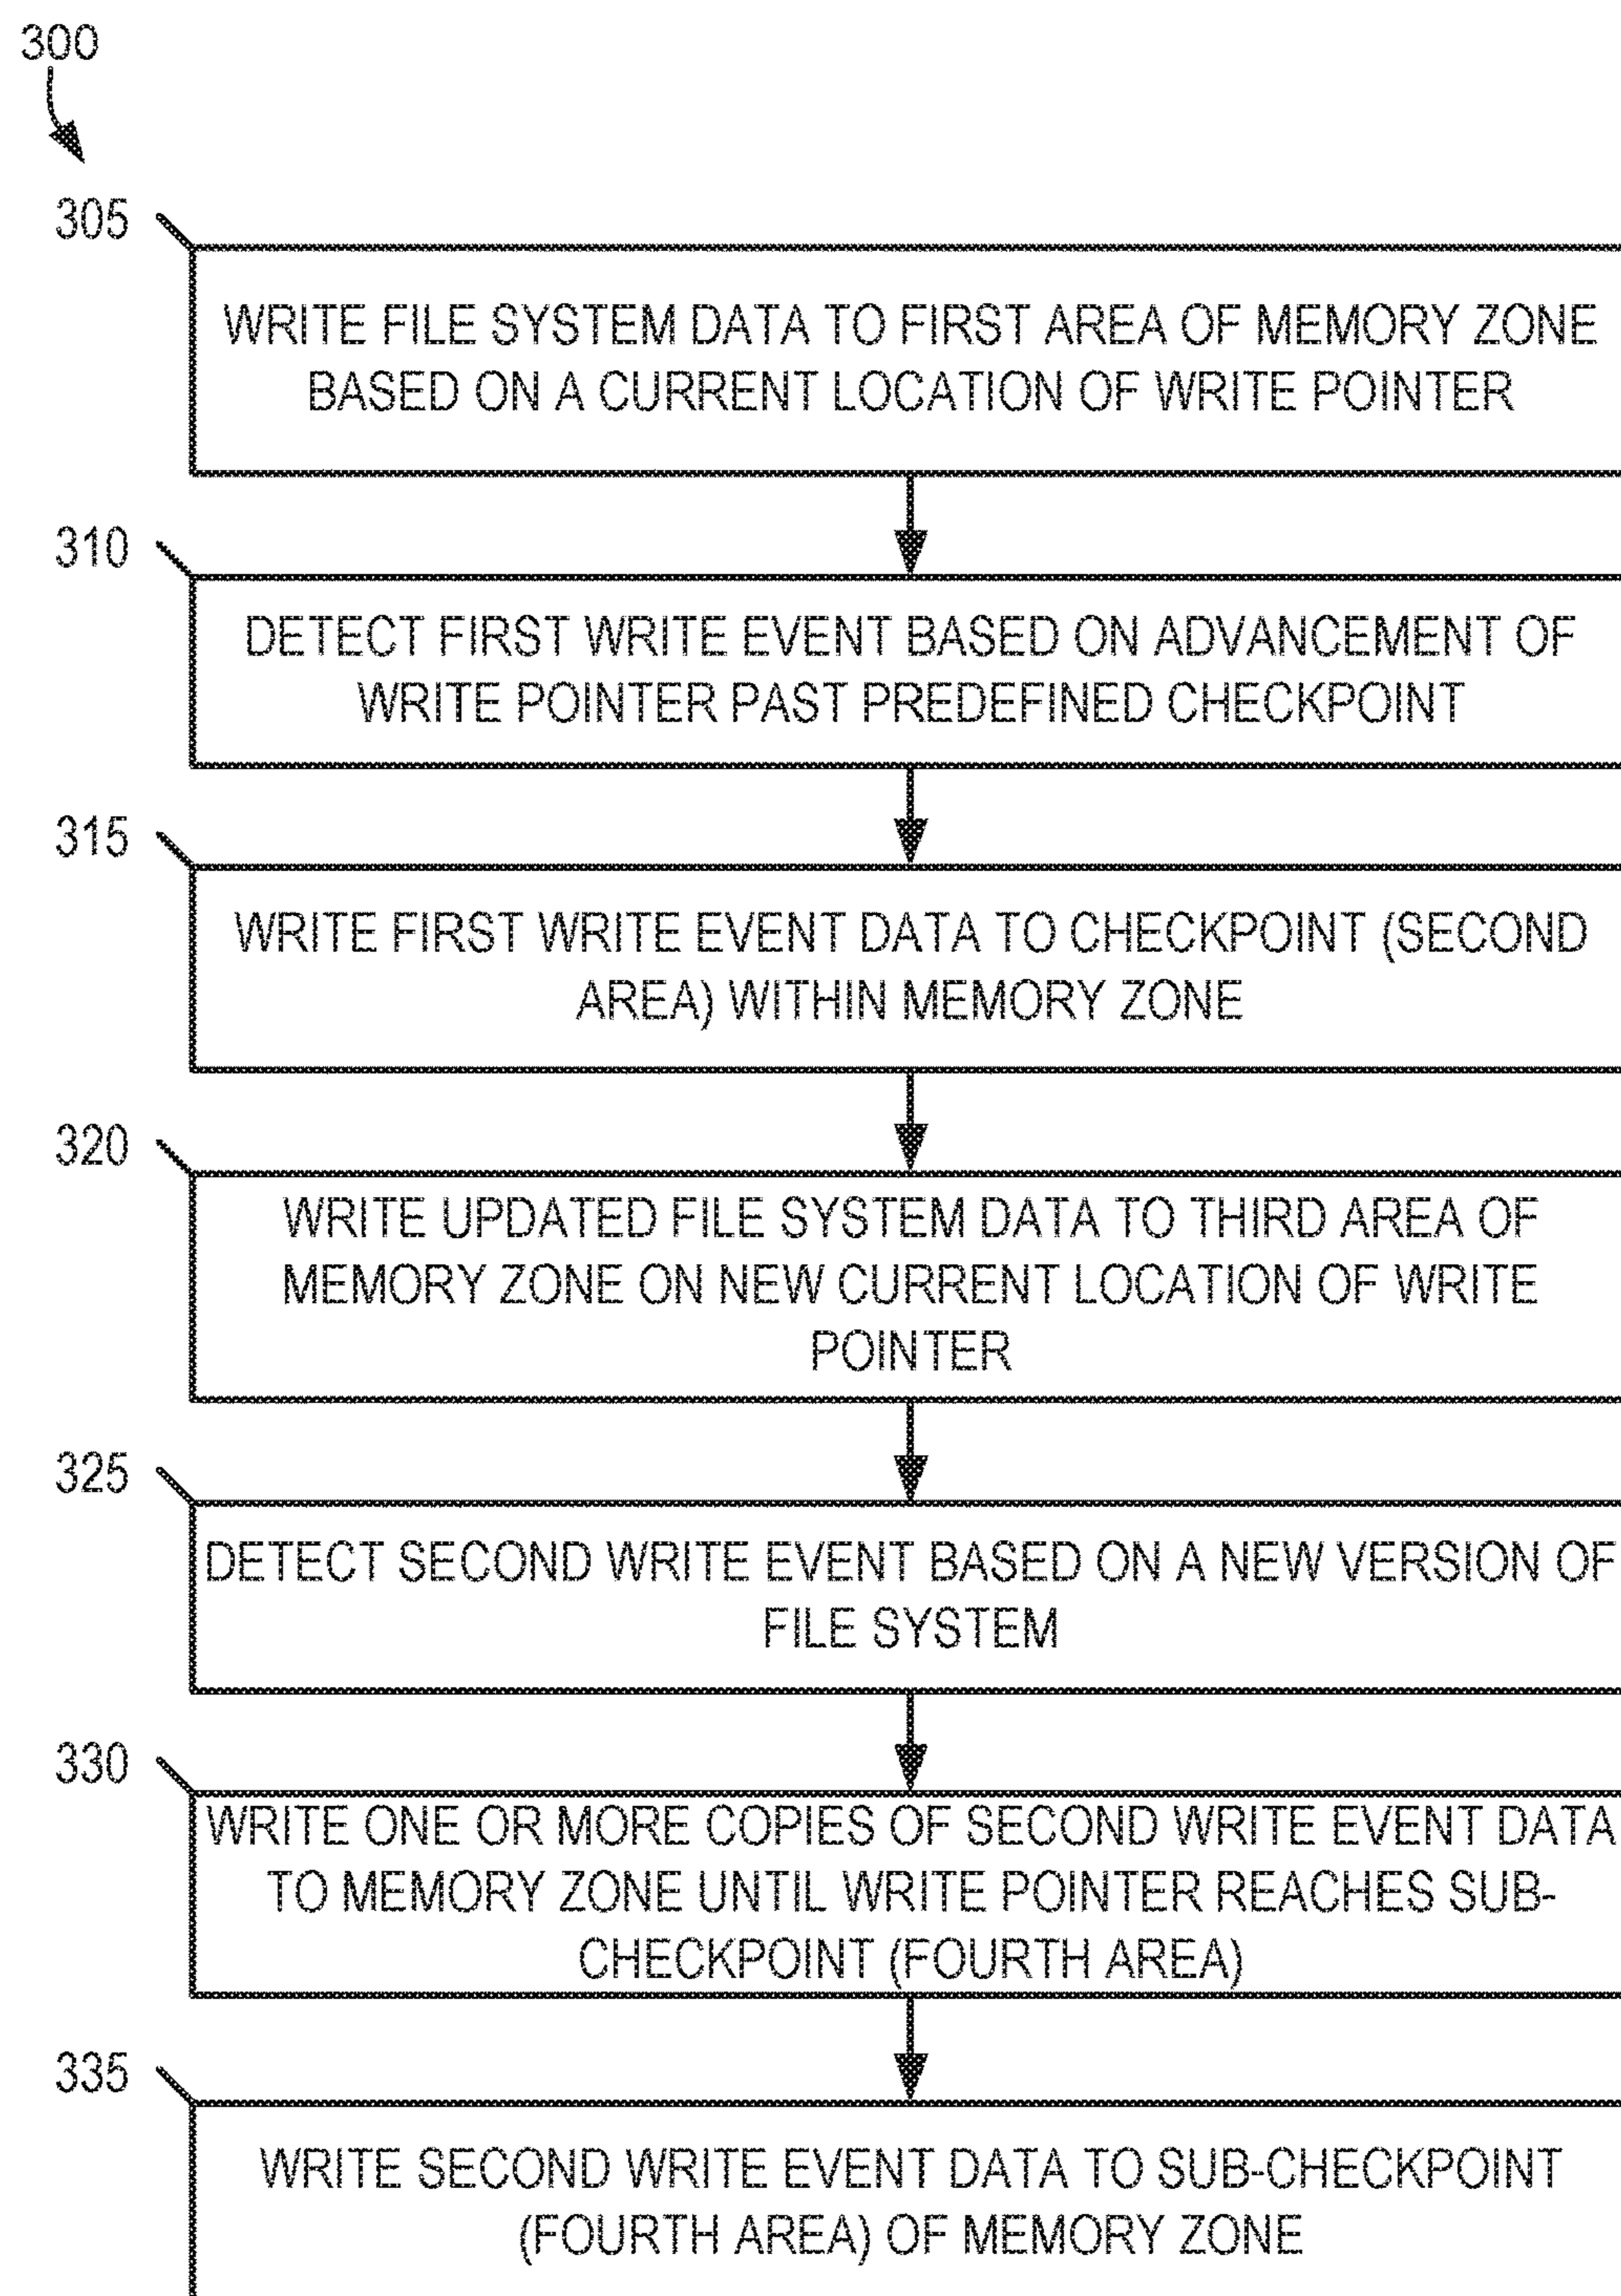 300
305
WRITE FILE SYSTEM DATA TO FIRST AREA OF MEMORY ZONE
BASED ON A CURRENT LOCATION OF WRITE POINTER
310
DETECT FIRST WRITE EVENT BASED ON ADVANCEMENT OF
WRITE POINTER PAST PREDEFINED CHECKPOINT
315
WRITE FIRST WRITE EVENT DATA TO CHECKPOINT (SECOND
AREA) WITHIN MEMORY ZONE
320
WRITE UPDATED FILE SYSTEM DATA TO THIRD AREA OF
MEMORY ZONE ON NEW CURRENT LOCATION OF WRITE
POINTER
325
DETECT SECOND WRITE EVENT BASED ON A NEW VERSION OF
FILE SYSTEM
330
WRITE ONE OR MORE COPIES OF SECOND WRITE EVENT DATA
TO MEMORY ZONE UNTIL WRITE POINTER REACHES SUB-
CHECKPOINT (FOURTH AREA)
335
WRITE SECOND WRITE EVENT DATA TO SUB-CHECKPOINT
(FOURTH AREA) OF MEMORY ZONE